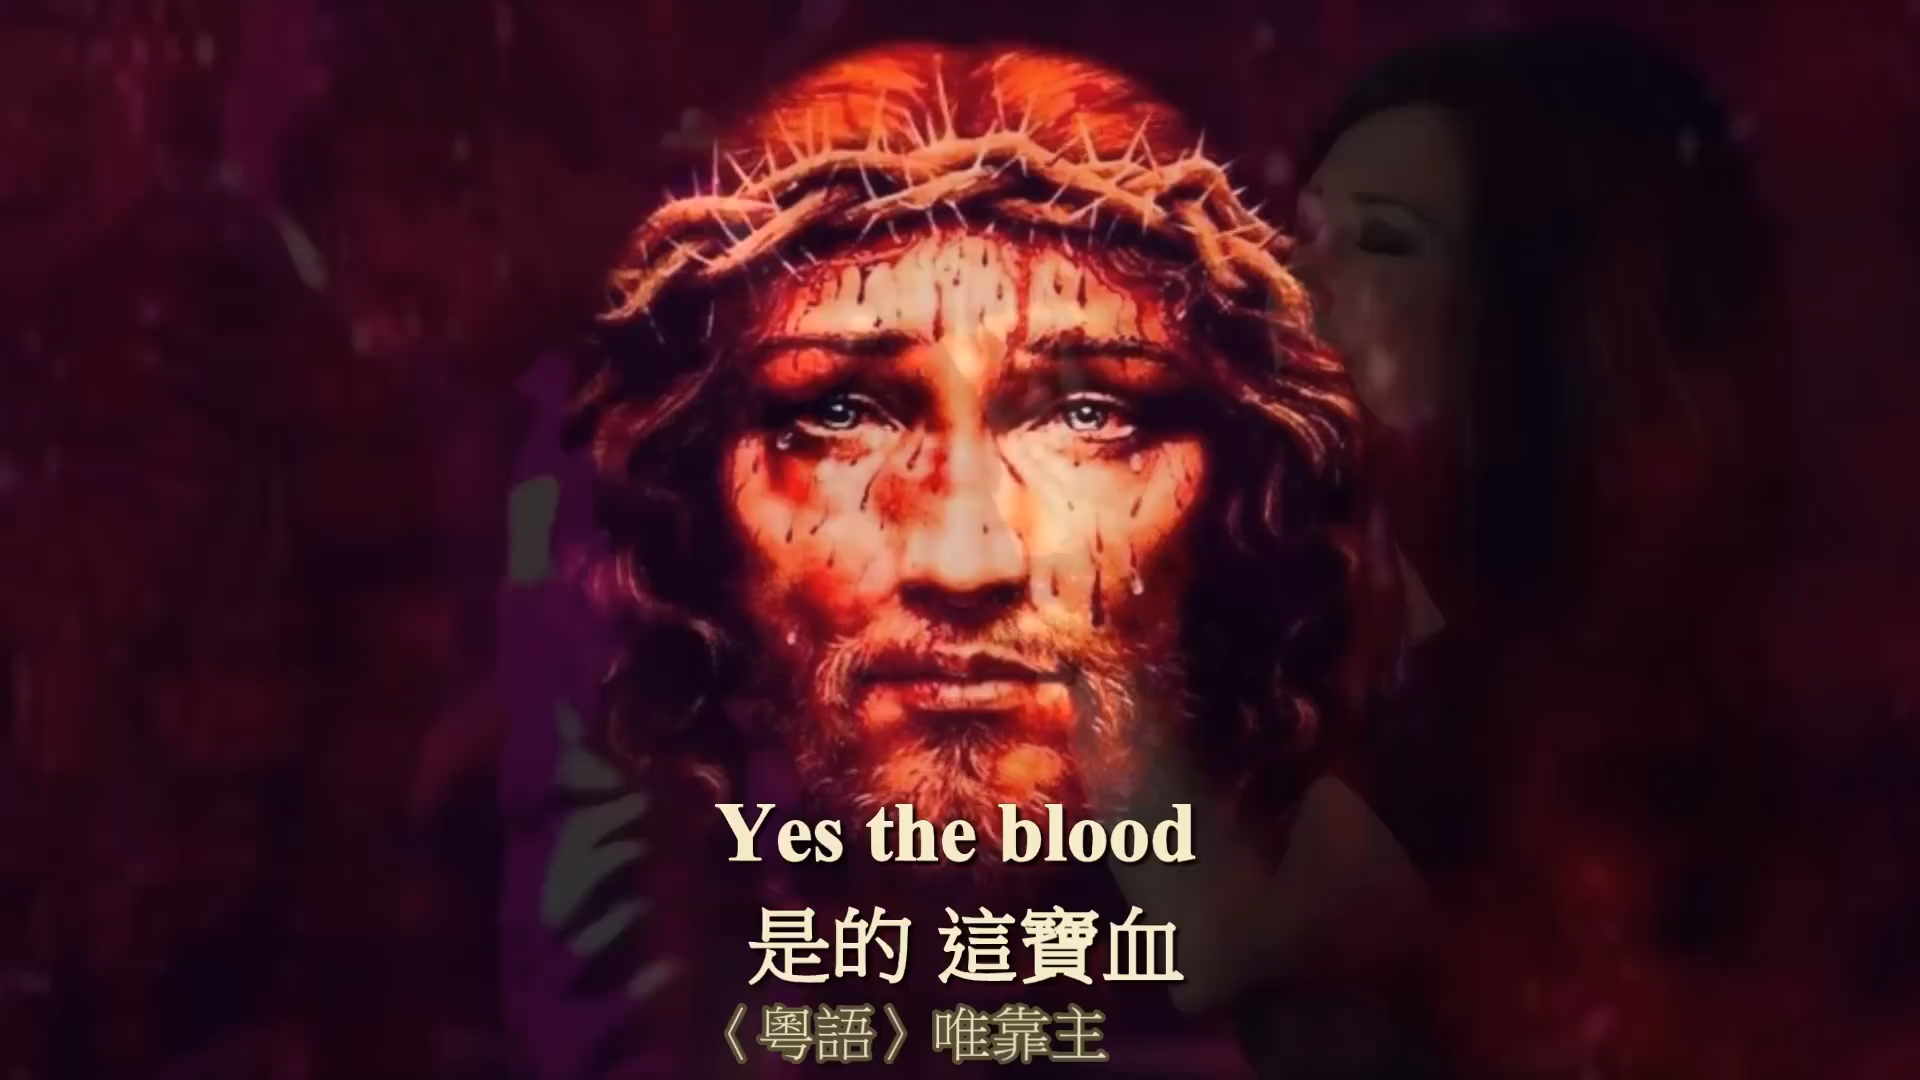 Yes the blood
是的 這寶血
〈粵語〉唯靠主